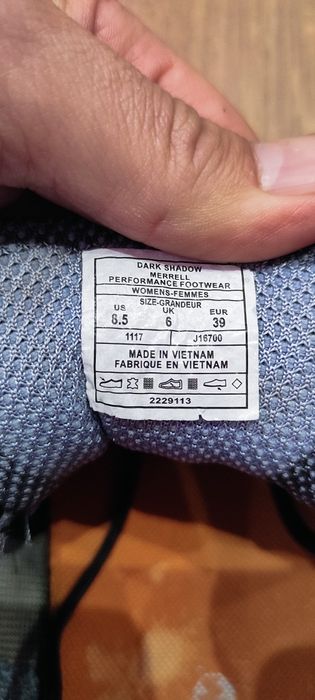 DARK SHADOW
MERRELL
PERFORMANCE FOOTWEAR
WOMENS-FEMMES
SIZE-GRANDEUR
US UK EUR
8.5 6 39
1117 J16700
MADE IN VIETNAM
FABRIQUE EN VIETNAM
2229113